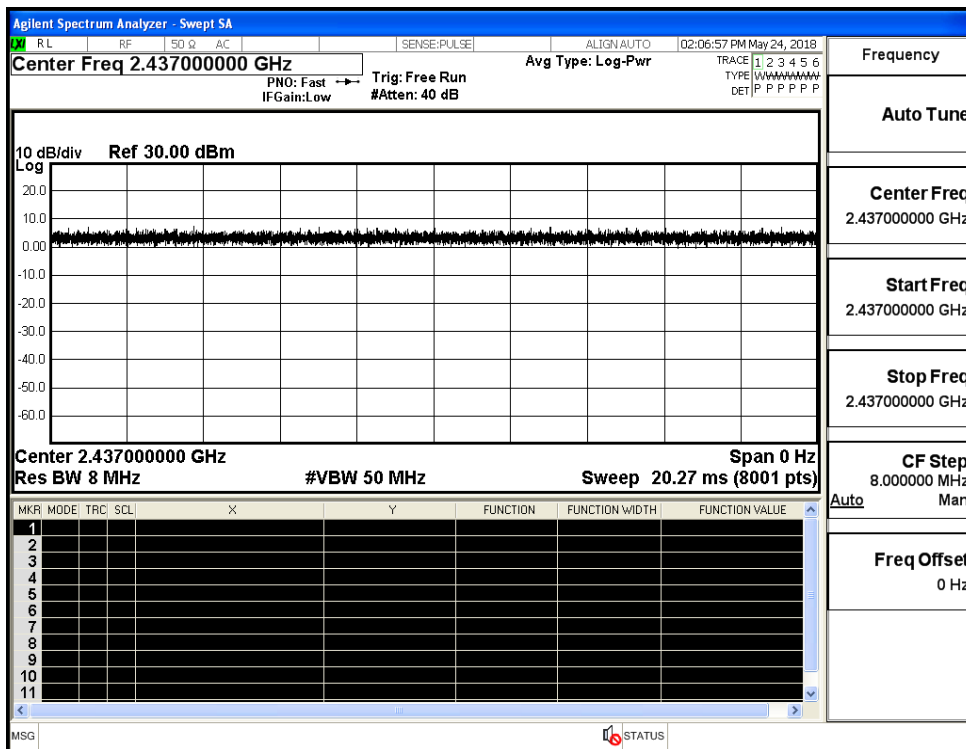 Agilent Spectrum Analyzer - Swept SA
LXI RL RF 50 Ω AC SENSE:PULSE ALIGN AUTO 02:06:57 PM May 24, 2018
Center Freq 2.437000000 GHz
PNO: Fast
IFGain:Low
Trig: Free Run
#Atten: 40 dB
Avg Type: Log-Pwr
TRACE 1 2 3 4 5 6
TYPE WWWWWW
DET P P P P P P
10 dB/div Ref 30.00 dBm
Log
20.0
10.0
0.00
-10.0
-20.0
-30.0
-40.0
-50.0
-60.0
Center 2.437000000 GHz Span 0 Hz
Res BW 8 MHz #VBW 50 MHz Sweep 20.27 ms (8001 pts)
MKR MODE TRC SCL X Y FUNCTION FUNCTION WIDTH FUNCTION VALUE
1
2
3
4
5
6
7
8
9
10
11
MSG STATUS
Frequency
Auto Tune
Center Freq
2.437000000 GHz
Start Freq
2.437000000 GHz
Stop Freq
2.437000000 GHz
CF Step
8.000000 MHz
Auto Man
Freq Offset
0 Hz